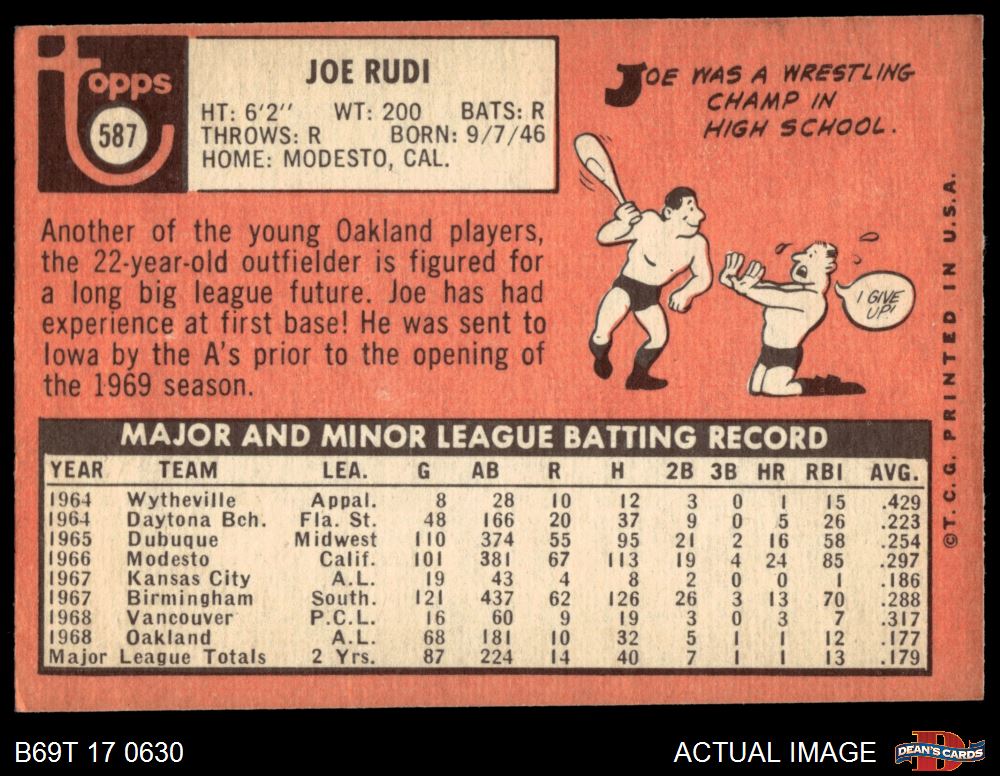 Topps
587
JOE RUDI
HT: 6'2" WT: 200 BATS: R
THROWS: R BORN: 9/7/46
HOME: MODESTO, CAL.
JOE WAS A WRESTLING
CHAMP IN
HIGH SCHOOL.
I GIVE
UP!
Another of the young Oakland players,
the 22-year-old outfielder is figured for
a long big league future. Joe has had
experience at first base! He was sent to
Iowa by the A's prior to the opening of
the 1969 season.
©T. C. G. PRINTED IN U.S.A.
MAJOR AND MINOR LEAGUE BATTING RECORD
YEAR TEAM LEA. G AB R H 2B 3B HR RBI AVG.
1964 Wytheville Appal. 8 28 10 12 3 0 1 15 .429
1964 Daytona Bch. Fla. St. 48 166 20 37 9 0 5 26 .223
1965 Dubuque Midwest 110 374 55 95 21 2 16 58 .254
1966 Modesto Calif. 101 381 67 113 19 4 24 85 .297
1967 Kansas City A.L. 19 43 4 8 2 0 0 1 .186
1967 Birmingham South. 121 437 62 126 26 3 13 70 .288
1968 Vancouver P.C.L. 16 60 9 19 3 0 3 7 .317
1968 Oakland A.L. 68 181 10 32 5 1 1 12 .177
Major League Totals 2 Yrs. 87 224 14 40 7 1 1 13 .179
B69T 17 0630
ACTUAL IMAGE
DEAN'S CARDS